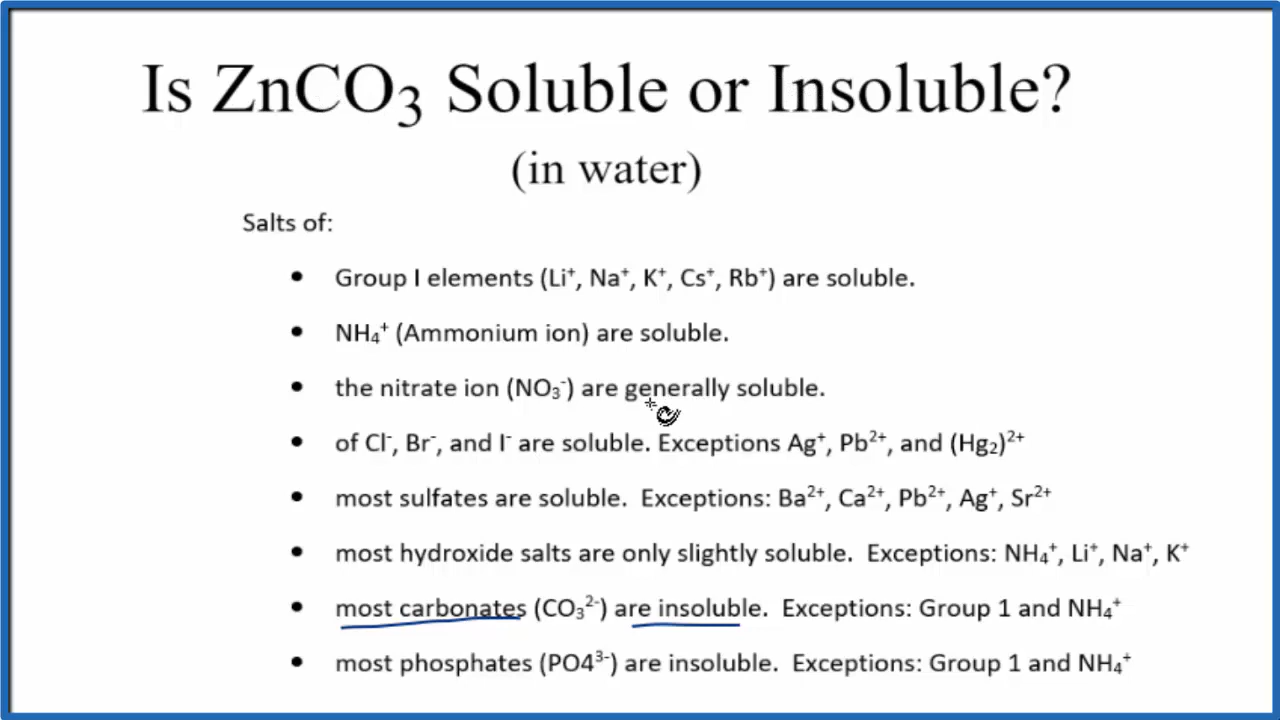 Is ZnCO₃ Soluble or Insoluble?
(in water)
Salts of:
• Group I elements (Li⁺, Na⁺, K⁺, Cs⁺, Rb⁺) are soluble.
• NH₄⁺ (Ammonium ion) are soluble.
• the nitrate ion (NO₃⁻) are generally soluble.
• of Cl⁻, Br⁻, and I⁻ are soluble. Exceptions Ag⁺, Pb²⁺, and (Hg₂)²⁺
• most sulfates are soluble.  Exceptions: Ba²⁺, Ca²⁺, Pb²⁺, Ag⁺, Sr²⁺
• most hydroxide salts are only slightly soluble.  Exceptions: NH₄⁺, Li⁺, Na⁺, K⁺
• most carbonates (CO₃²⁻) are insoluble.  Exceptions: Group 1 and NH₄⁺
• most phosphates (PO4³⁻) are insoluble.  Exceptions: Group 1 and NH₄⁺